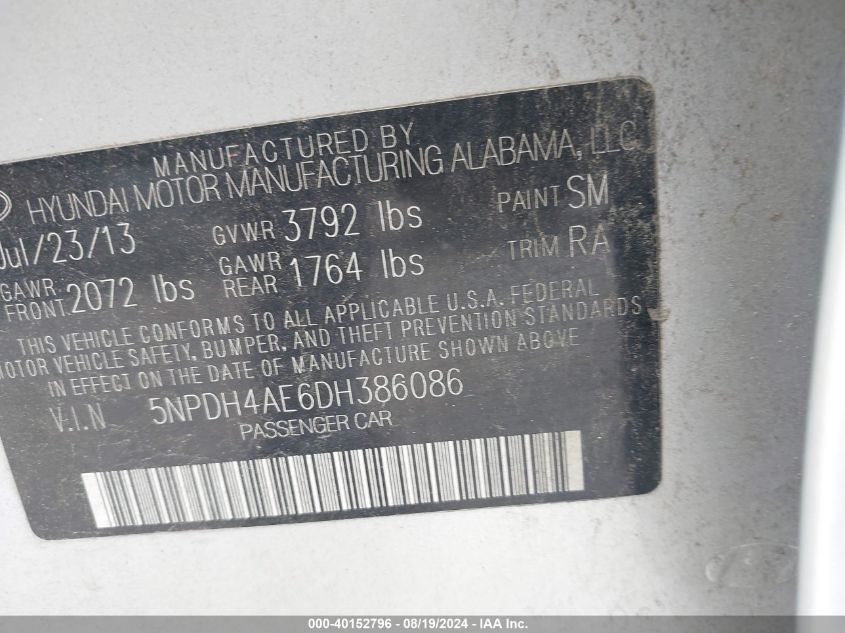 MANUFACTURED BY
HYUNDAI MOTOR MANUFACTURING ALABAMA, LLC
Jul/23/13 GVWR 3792 lbs PAINT SM
GAWR FRONT 2072 lbs GAWR REAR 1764 lbs TRIM RA
THIS VEHICLE CONFORMS TO ALL APPLICABLE U.S.A. FEDERAL
MOTOR VEHICLE SAFETY, BUMPER, AND THEFT PREVENTION STANDARDS
IN EFFECT ON THE DATE OF MANUFACTURE SHOWN ABOVE
V.I.N 5NPDH4AE6DH386086
PASSENGER CAR
000-40152796 - 08/19/2024 - IAA Inc.